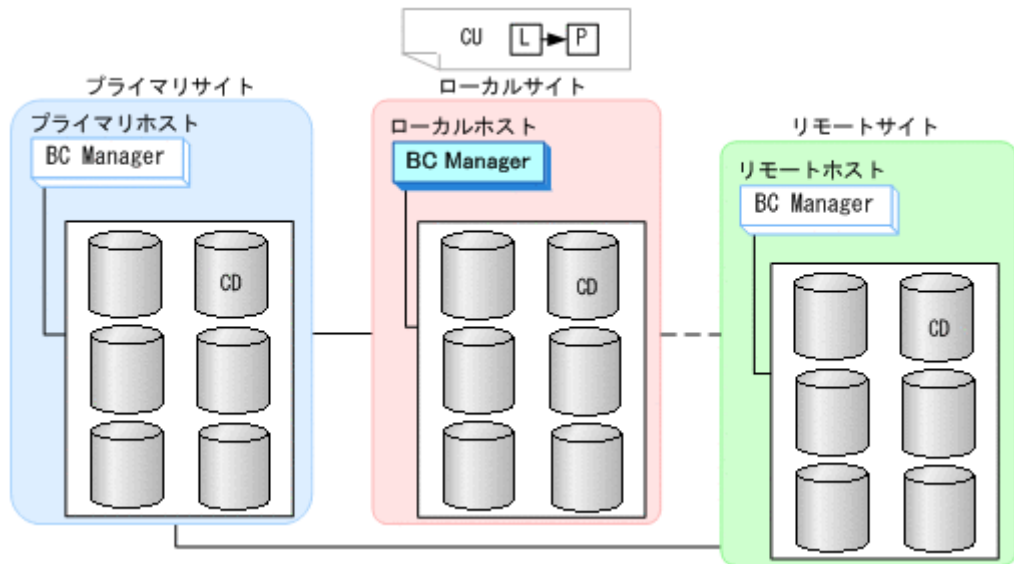 CU L P
プライマリサイト
プライマリホスト
BC Manager
CD
ローカルサイト
ローカルホスト
BC Manager
CD
リモートサイト
リモートホスト
BC Manager
CD